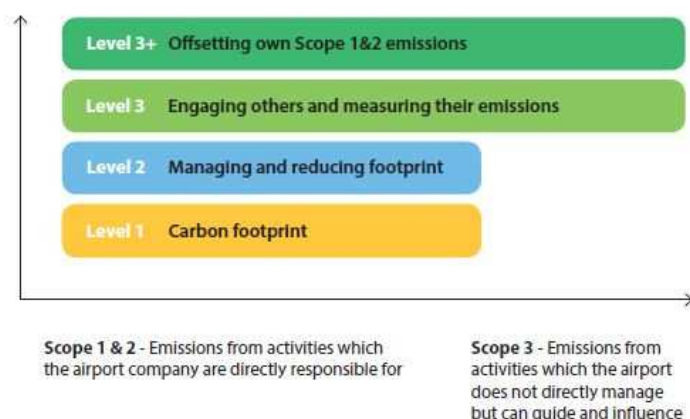 Level 3+ Offsetting own Scope 1&2 emissions
Level 3 Engaging others and measuring their emissions
Level 2 Managing and reducing footprint
Level 1 Carbon footprint
Scope 1 & 2 - Emissions from activities which
the airport company are directly responsible for
Scope 3 - Emissions from
activities which the airport
does not directly manage
but can guide and influence